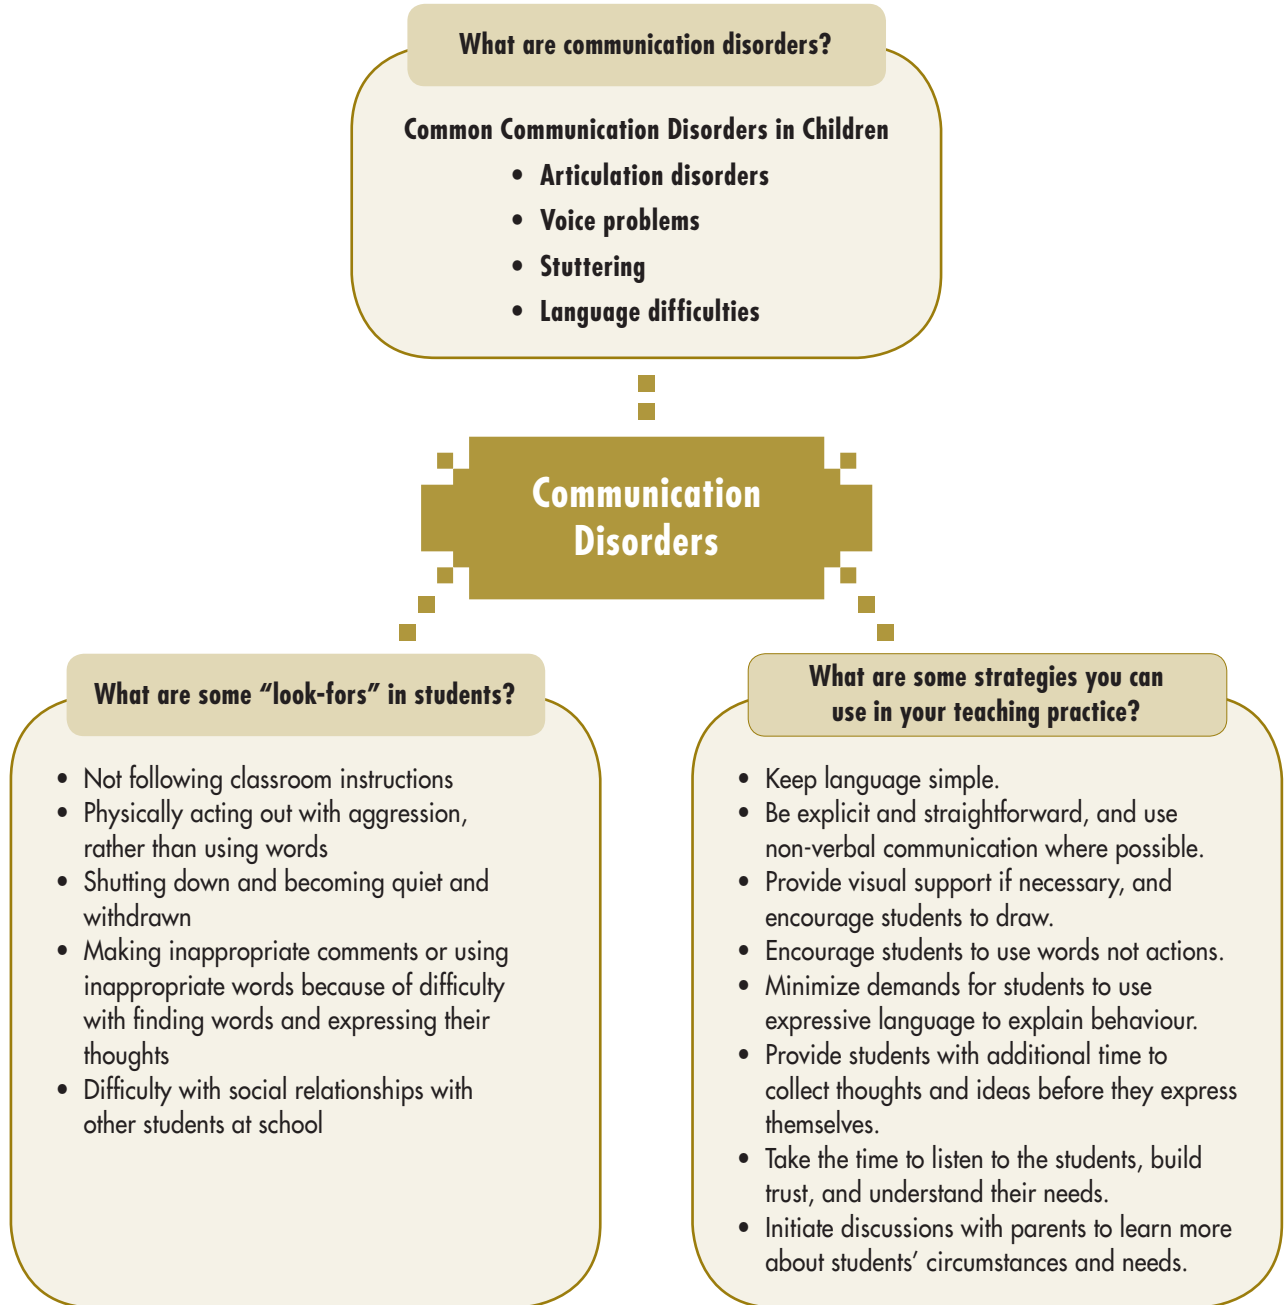 What are communication disorders?
Common Communication Disorders in Children
• Articulation disorders
• Voice problems
• Stuttering
• Language difficulties
Communication
Disorders
What are some “look-fors” in students?
• Not following classroom instructions
• Physically acting out with aggression,
rather than using words
• Shutting down and becoming quiet and
withdrawn
• Making inappropriate comments or using
inappropriate words because of difficulty
with finding words and expressing their
thoughts
• Difficulty with social relationships with
other students at school
What are some strategies you can
use in your teaching practice?
• Keep language simple.
• Be explicit and straightforward, and use
non-verbal communication where possible.
• Provide visual support if necessary, and
encourage students to draw.
• Encourage students to use words not actions.
• Minimize demands for students to use
expressive language to explain behaviour.
• Provide students with additional time to
collect thoughts and ideas before they express
themselves.
• Take the time to listen to the students, build
trust, and understand their needs.
• Initiate discussions with parents to learn more
about students’ circumstances and needs.